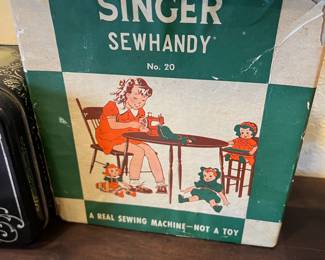 SINGER
SEWHANDY
No. 20
A REAL SEWING MACHINE—NOT A TOY